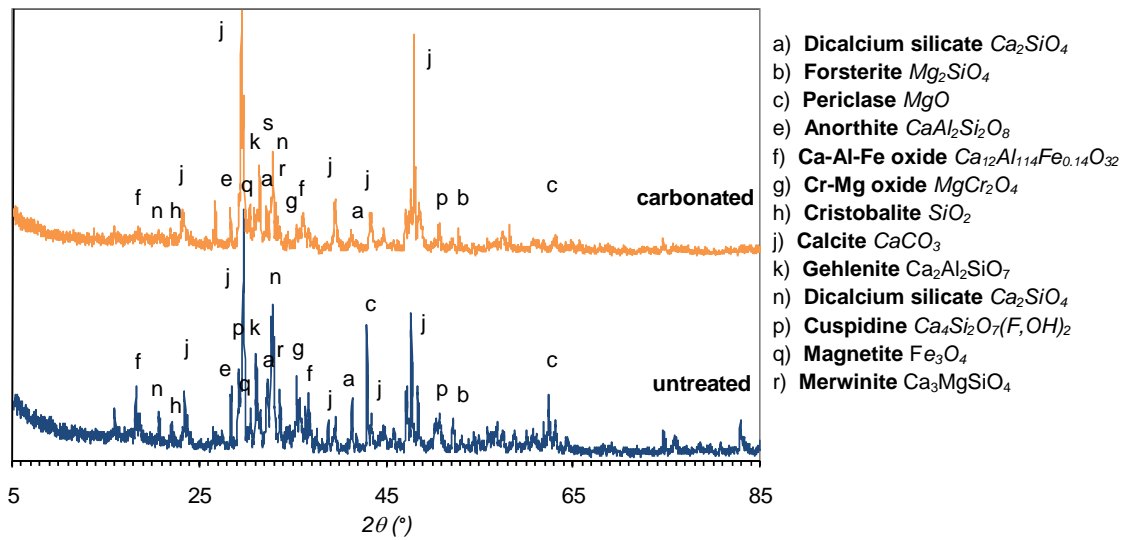 j
j
s
k
n
j
e
a
r
j
j
q
f
f
n
h
g
a
p
b
c
carbonated
j
n
c
j
p
k
j
f
e
a
r
g
c
q
f
a
n
h
j
j
p
b
untreated
5
25
45
65
85
2θ (°)
a) Dicalcium silicate Ca₂SiO₄
b) Forsterite Mg₂SiO₄
c) Periclase MgO
e) Anorthite CaAl₂Si₂O₈
f) Ca-Al-Fe oxide Ca₁₂Al₁₁₄Fe₀.₁₄O₃₂
g) Cr-Mg oxide MgCr₂O₄
h) Cristobalite SiO₂
j) Calcite CaCO₃
k) Gehlenite Ca₂Al₂SiO₇
n) Dicalcium silicate Ca₂SiO₄
p) Cuspidine Ca₄Si₂O₇(F,OH)₂
q) Magnetite Fe₃O₄
r) Merwinite Ca₃MgSiO₄